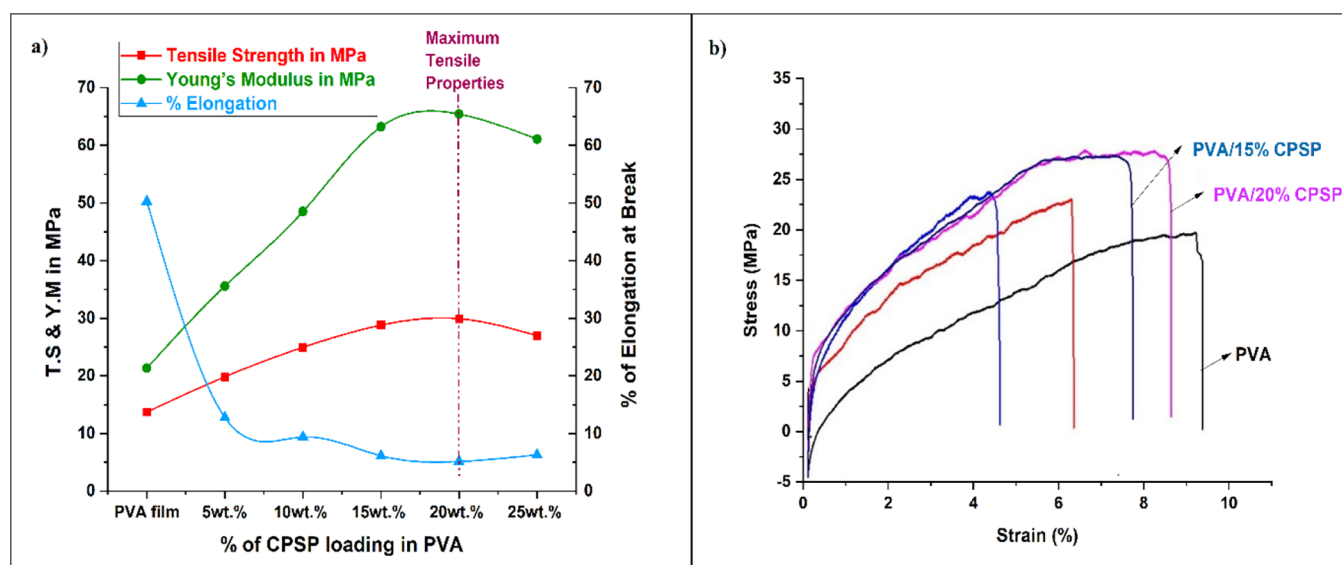 a)
Tensile Strength in MPa
Young's Modulus in MPa
% Elongation
Maximum
Tensile
Properties
T.S & Y.M in MPa
70
60
50
40
30
20
10
0
% of Elongation at Break
70
60
50
40
30
20
10
0
PVA film 5wt.% 10wt.% 15wt.% 20wt.% 25wt.%
% of CPSP loading in PVA
b)
Stress (MPa)
35
30
25
20
15
10
5
0
-5
PVA/15% CPSP
PVA/20% CPSP
PVA
0 2 4 6 8 10
Strain (%)